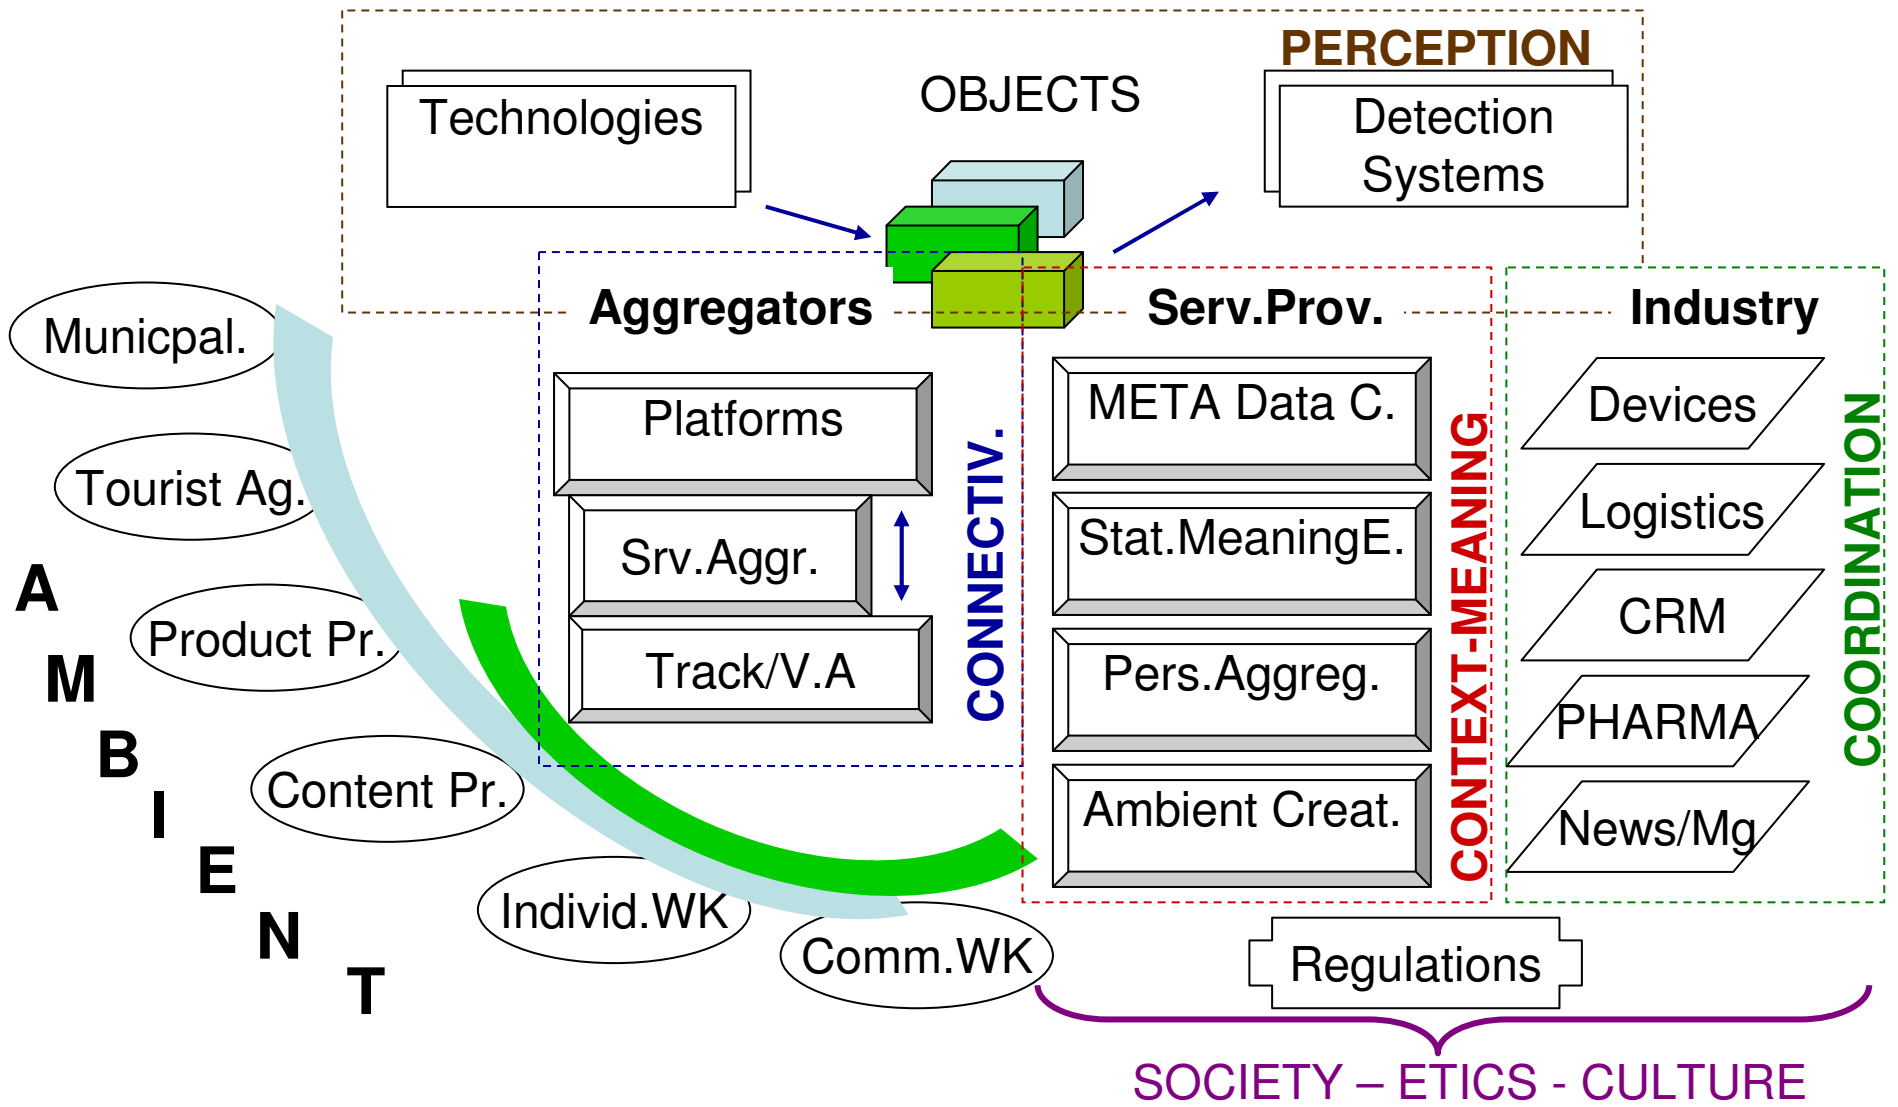 PERCEPTION
Technologies
OBJECTS
Detection
Systems
Aggregators
Serv.Prov.
Industry
Municpal.
Tourist Ag.
Product Pr.
Content Pr.
Individ.WK
Comm.WK
AMBIENT
Platforms
Srv.Aggr.
Track/V.A
CONNECTIV.
META Data C.
Stat.MeaningE.
Pers.Aggreg.
Ambient Creat.
CONTEXT-MEANING
Devices
Logistics
CRM
PHARMA
News/Mg
COORDINATION
Regulations
SOCIETY – ETICS - CULTURE